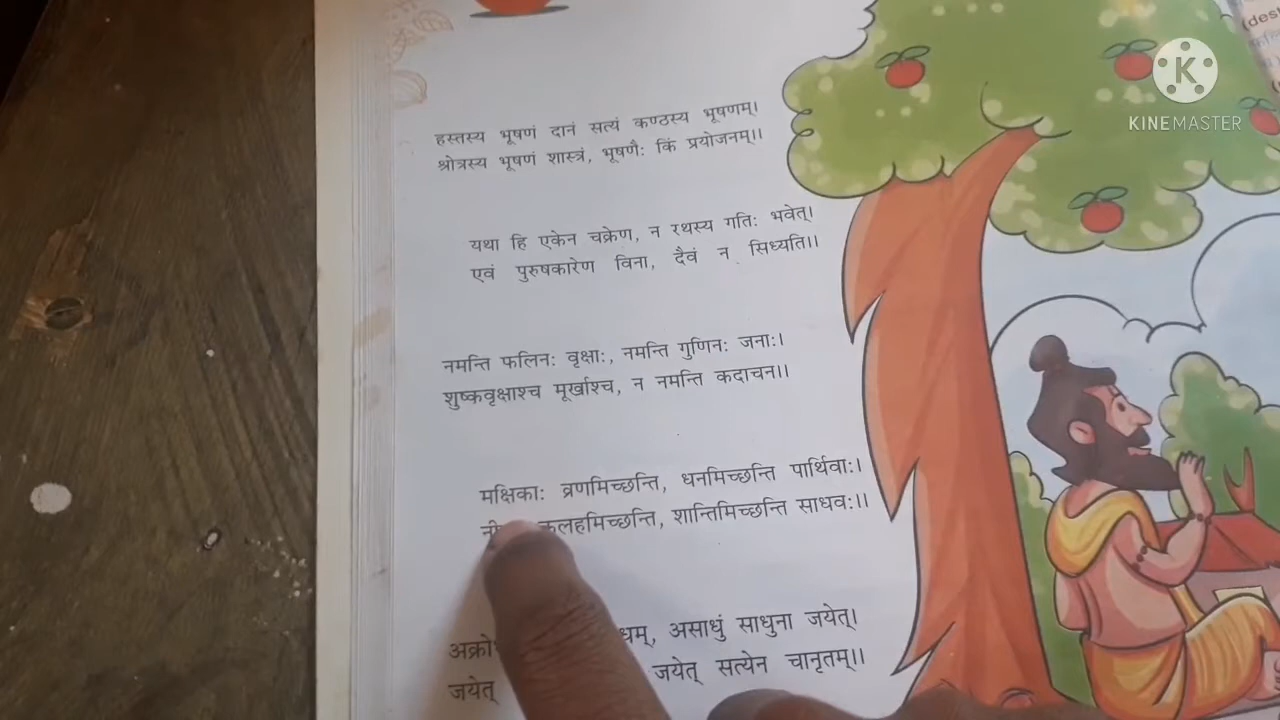 हस्तस्य भूषणं दानं सत्यं कण्ठस्य भूषणम्।
श्रोत्रस्य भूषणं शास्त्रं, भूषणैः किं प्रयोजनम्।।
यथा हि एकेन चक्रेण, न रथस्य गतिः भवेत्।
एवं पुरुषकारेण विना, दैवं न सिध्यति।।
नमन्ति फलिनः वृक्षाः, नमन्ति गुणिनः जनाः।
शुष्कवृक्षाश्च मूर्खाश्च, न नमन्ति कदाचन।।
मक्षिकाः व्रणमिच्छन्ति, धनमिच्छन्ति पार्थिवाः।
कलहमिच्छन्ति, शान्तिमिच्छन्ति साधवः।।
असाधुं साधुना जयेत्।
जयेत् जयेत् सत्येन चानृतम्।।
K
KINEMASTER
(dest